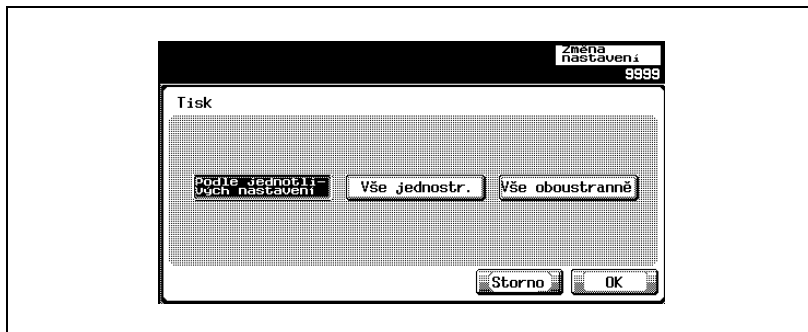 Změna
nastavení
9999
Tisk
Podle jednotli-
vých nastavení
Vše jednostr.
Vše oboustranně
Storno
OK